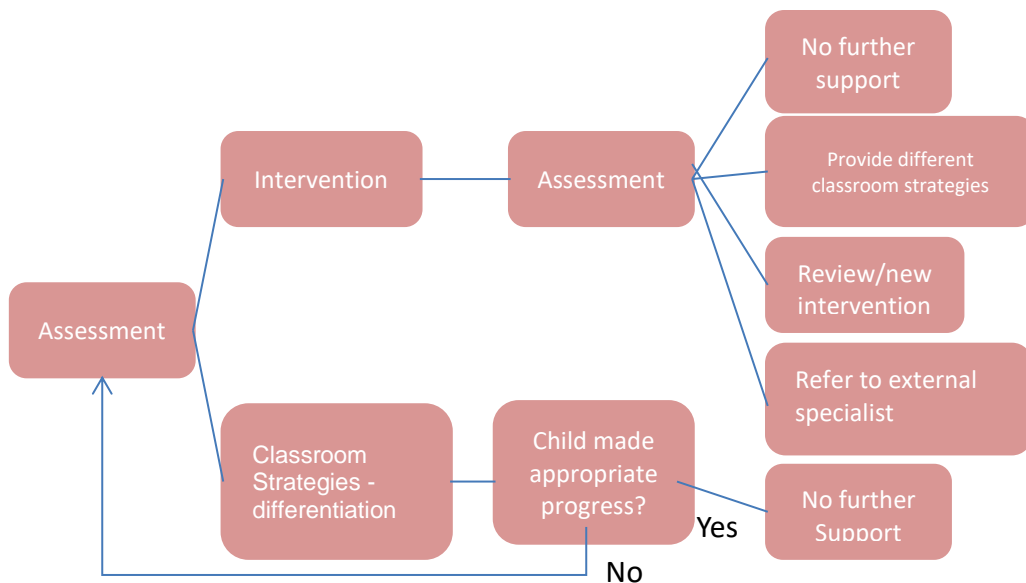 No further
support
Intervention
Assessment
Provide different
classroom strategies
Review/new
intervention
Assessment
Refer to external
specialist
Classroom
Strategies -
differentiation
Child made
appropriate
progress?
No further
Support
Yes
No